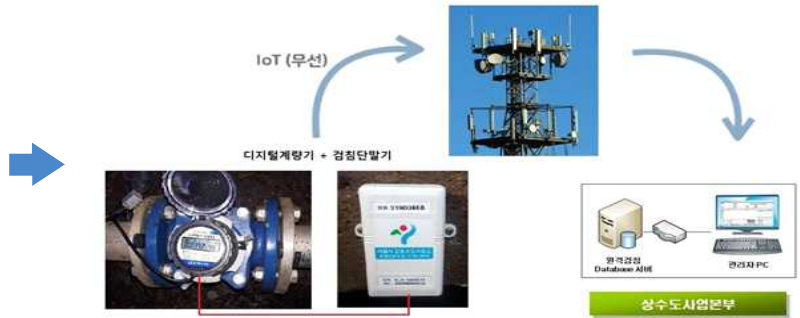 IoT (무선)
디지털계량기 + 검침단말기
원격검침
Database 서버
관리자 PC
상수도사업본부